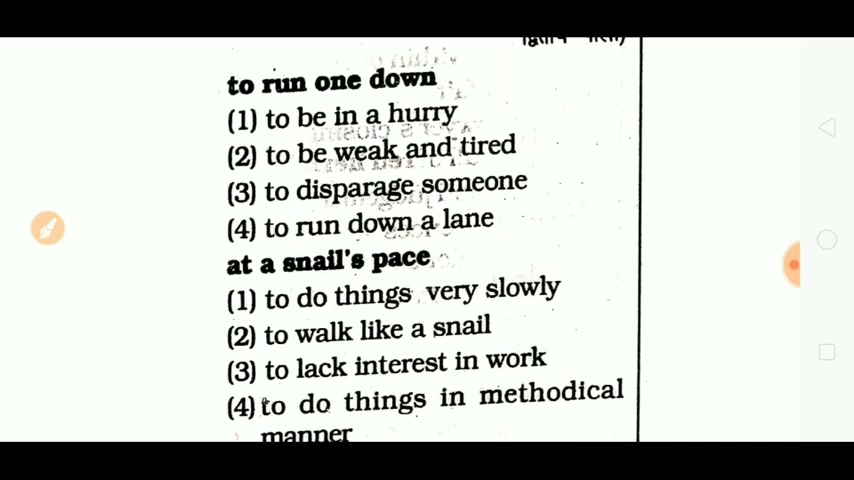 to run one down
(1) to be in a hurry
(2) to be weak and tired
(3) to disparage someone
(4) to run down a lane
at a snail's pace
(1) to do things very slowly
(2) to walk like a snail
(3) to lack interest in work
(4) to do things in methodical
manner